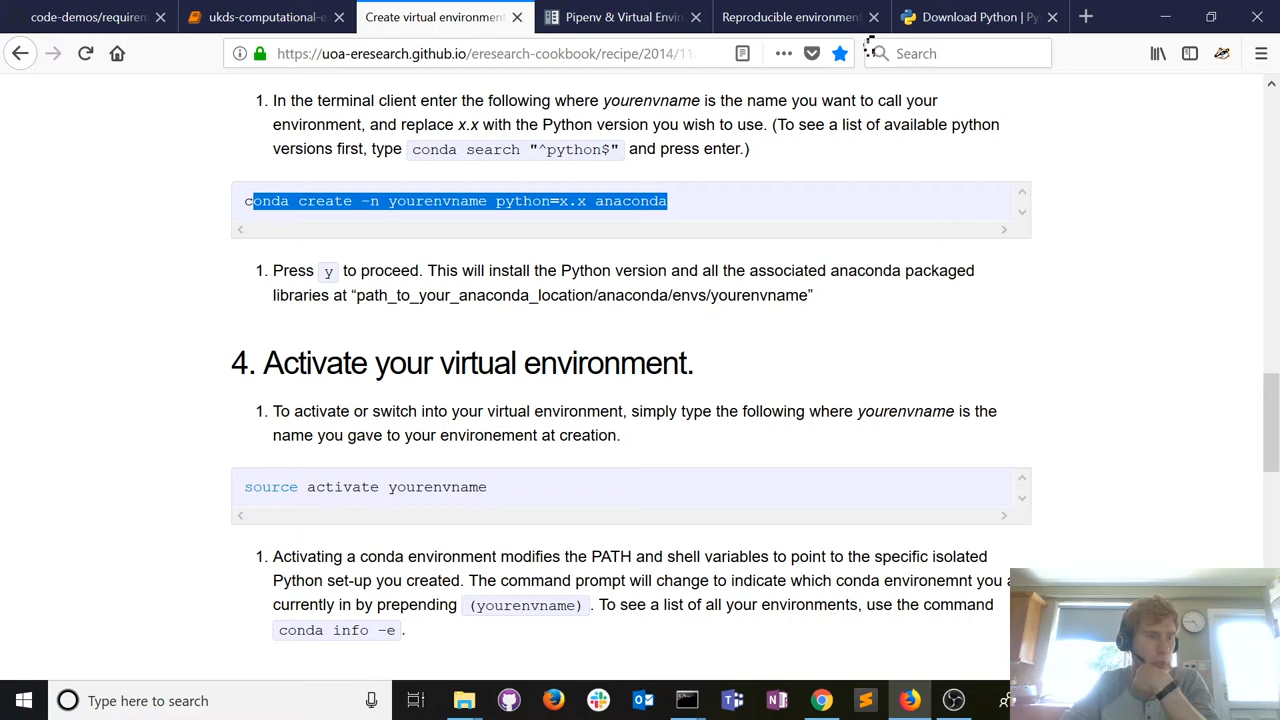 code-demos/requirem
ukds-computational-e
Create virtual environment
Pipenv & Virtual Envir
Reproducible environment
Download Python | Py
https://uoa-eresearch.github.io/eresearch-cookbook/recipe/2014/11
Search
1. In the terminal client enter the following where yourenvname is the name you want to call your
environment, and replace x.x with the Python version you wish to use. (To see a list of available python
versions first, type conda search "^python$" and press enter.)
conda create -n yourenvname python=x.x anaconda
1. Press y to proceed. This will install the Python version and all the associated anaconda packaged
libraries at “path_to_your_anaconda_location/anaconda/envs/yourenvname”
4. Activate your virtual environment.
1. To activate or switch into your virtual environment, simply type the following where yourenvname is the
name you gave to your environement at creation.
source activate yourenvname
1. Activating a conda environment modifies the PATH and shell variables to point to the specific isolated
Python set-up you created. The command prompt will change to indicate which conda environemnt you a
currently in by prepending (yourenvname). To see a list of all your environments, use the command
conda info -e.
Type here to search